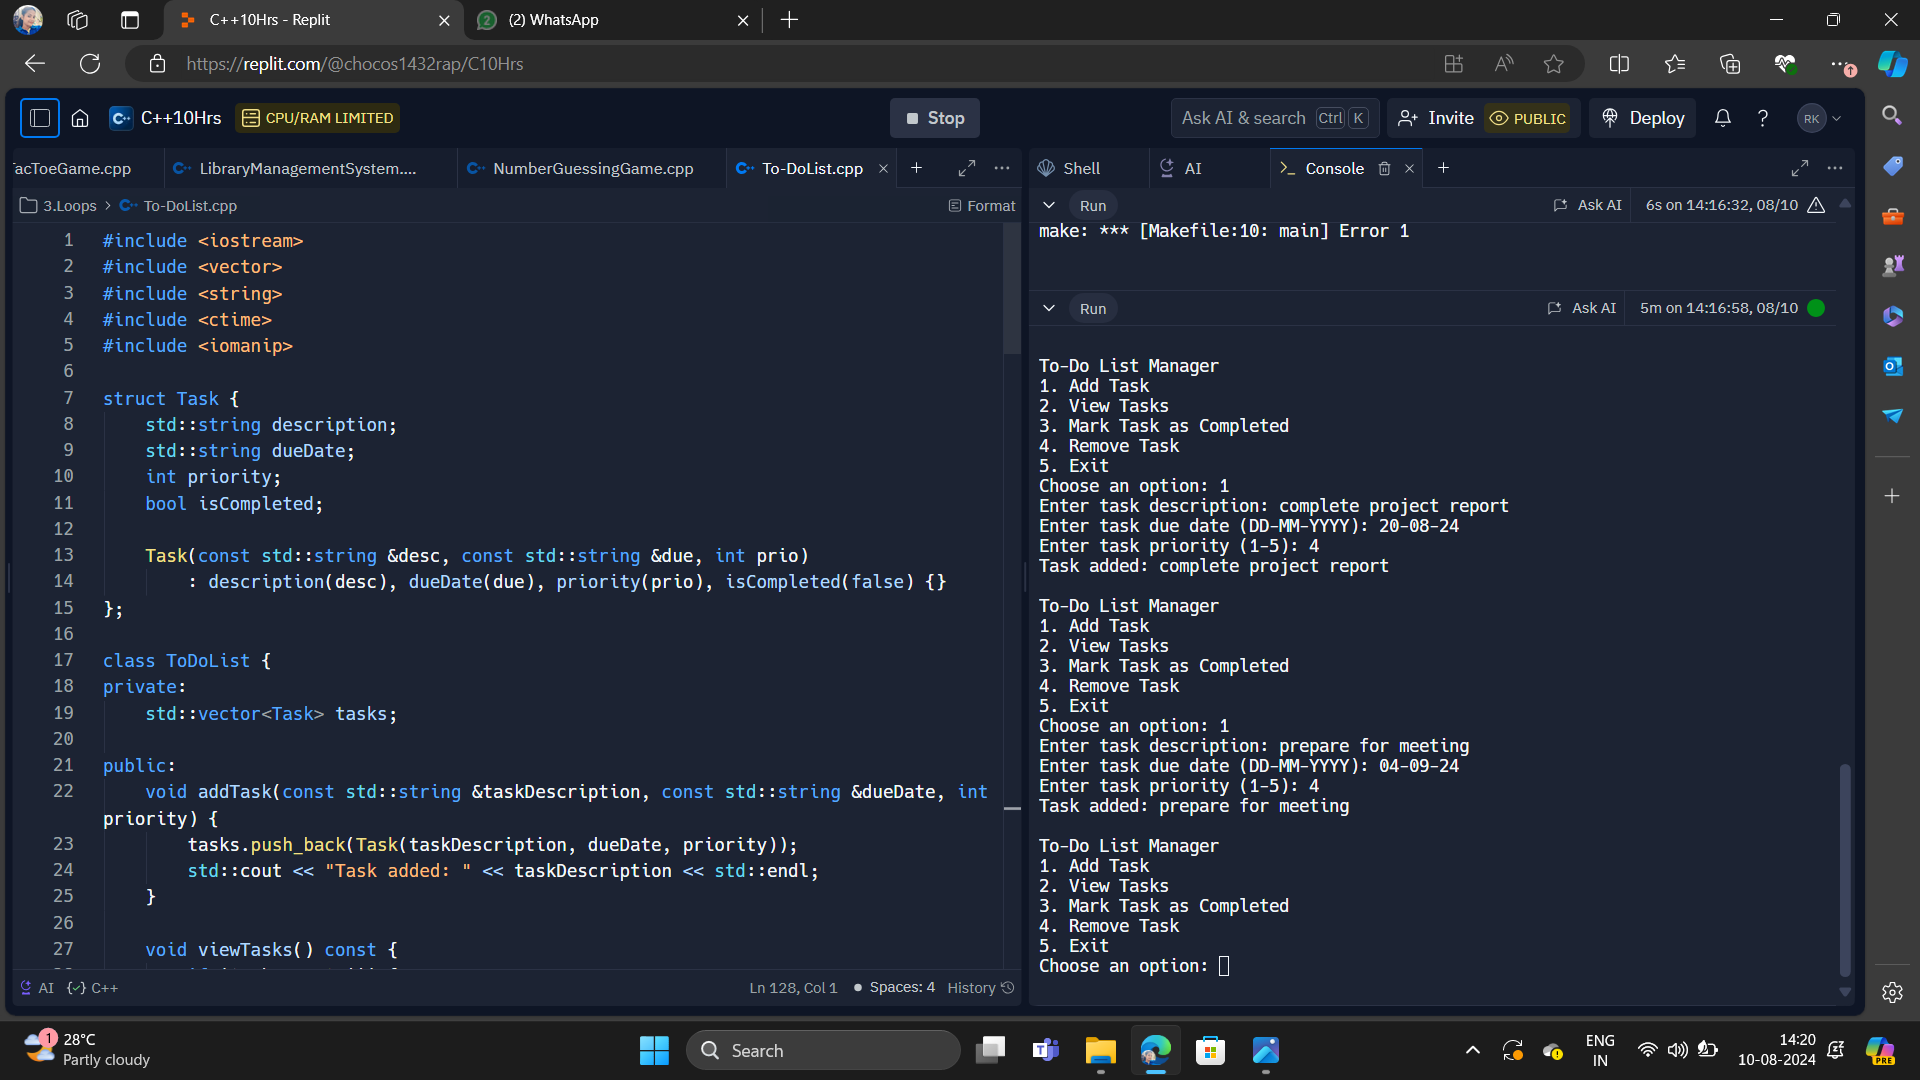 C++10Hrs - Replit
(2) WhatsApp
https://replit.com/@chocos1432rap/C10Hrs
C++10Hrs
CPU/RAM LIMITED
Stop
Ask AI & search Ctrl K
Invite
PUBLIC
Deploy
RK
TacToeGame.cpp
LibraryManagementSystem....
NumberGuessingGame.cpp
To-DoList.cpp
3.Loops > To-DoList.cpp
Format
1 #include <iostream>
2 #include <vector>
3 #include <string>
4 #include <ctime>
5 #include <iomanip>
6
7 struct Task {
8 std::string description;
9 std::string dueDate;
10 int priority;
11 bool isCompleted;
12
13 Task(const std::string &desc, const std::string &due, int prio)
14 : description(desc), dueDate(due), priority(prio), isCompleted(false) {}
15 };
16
17 class ToDoList {
18 private:
19 std::vector<Task> tasks;
20
21 public:
22 void addTask(const std::string &taskDescription, const std::string &dueDate, int
priority) {
23 tasks.push_back(Task(taskDescription, dueDate, priority));
24 std::cout << "Task added: " << taskDescription << std::endl;
25 }
26
27 void viewTasks() const {
AI
C++
Ln 128, Col 1
Spaces: 4
History
Shell
AI
Console
Run
Ask AI
6s on 14:16:32, 08/10
make: *** [Makefile:10: main] Error 1
Run
Ask AI
5m on 14:16:58, 08/10
To-Do List Manager
1. Add Task
2. View Tasks
3. Mark Task as Completed
4. Remove Task
5. Exit
Choose an option: 1
Enter task description: complete project report
Enter task due date (DD-MM-YYYY): 20-08-24
Enter task priority (1-5): 4
Task added: complete project report
To-Do List Manager
1. Add Task
2. View Tasks
3. Mark Task as Completed
4. Remove Task
5. Exit
Choose an option: 1
Enter task description: prepare for meeting
Enter task due date (DD-MM-YYYY): 04-09-24
Enter task priority (1-5): 4
Task added: prepare for meeting
To-Do List Manager
1. Add Task
2. View Tasks
3. Mark Task as Completed
4. Remove Task
5. Exit
Choose an option:
1
28°C
Partly cloudy
Search
ENG
IN
14:20
10-08-2024
PRE